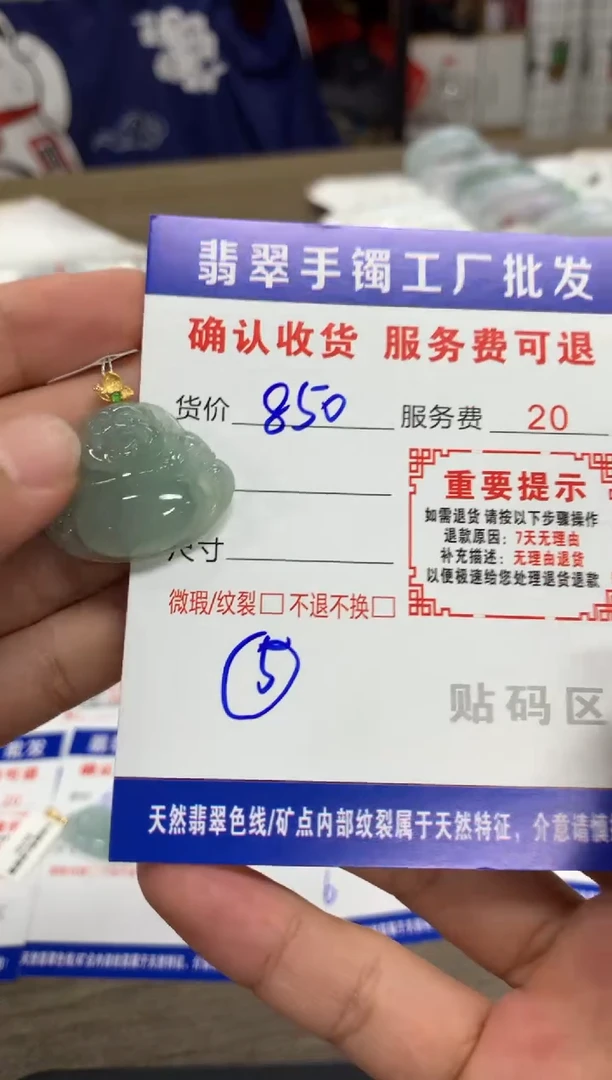 翡翠手镯工厂批发
确认收货 服务费可退
货价 850 服务费 20
重要提示
如需退货 请按以下步骤操作
退款原因：7天无理由
补充描述：无理由退货
以便极速给您处理退货退款
尺寸
微瑕/纹裂□ 不退不换□
5
贴码区
天然翡翠色线/矿点内部纹裂属于天然特征，介意请慎